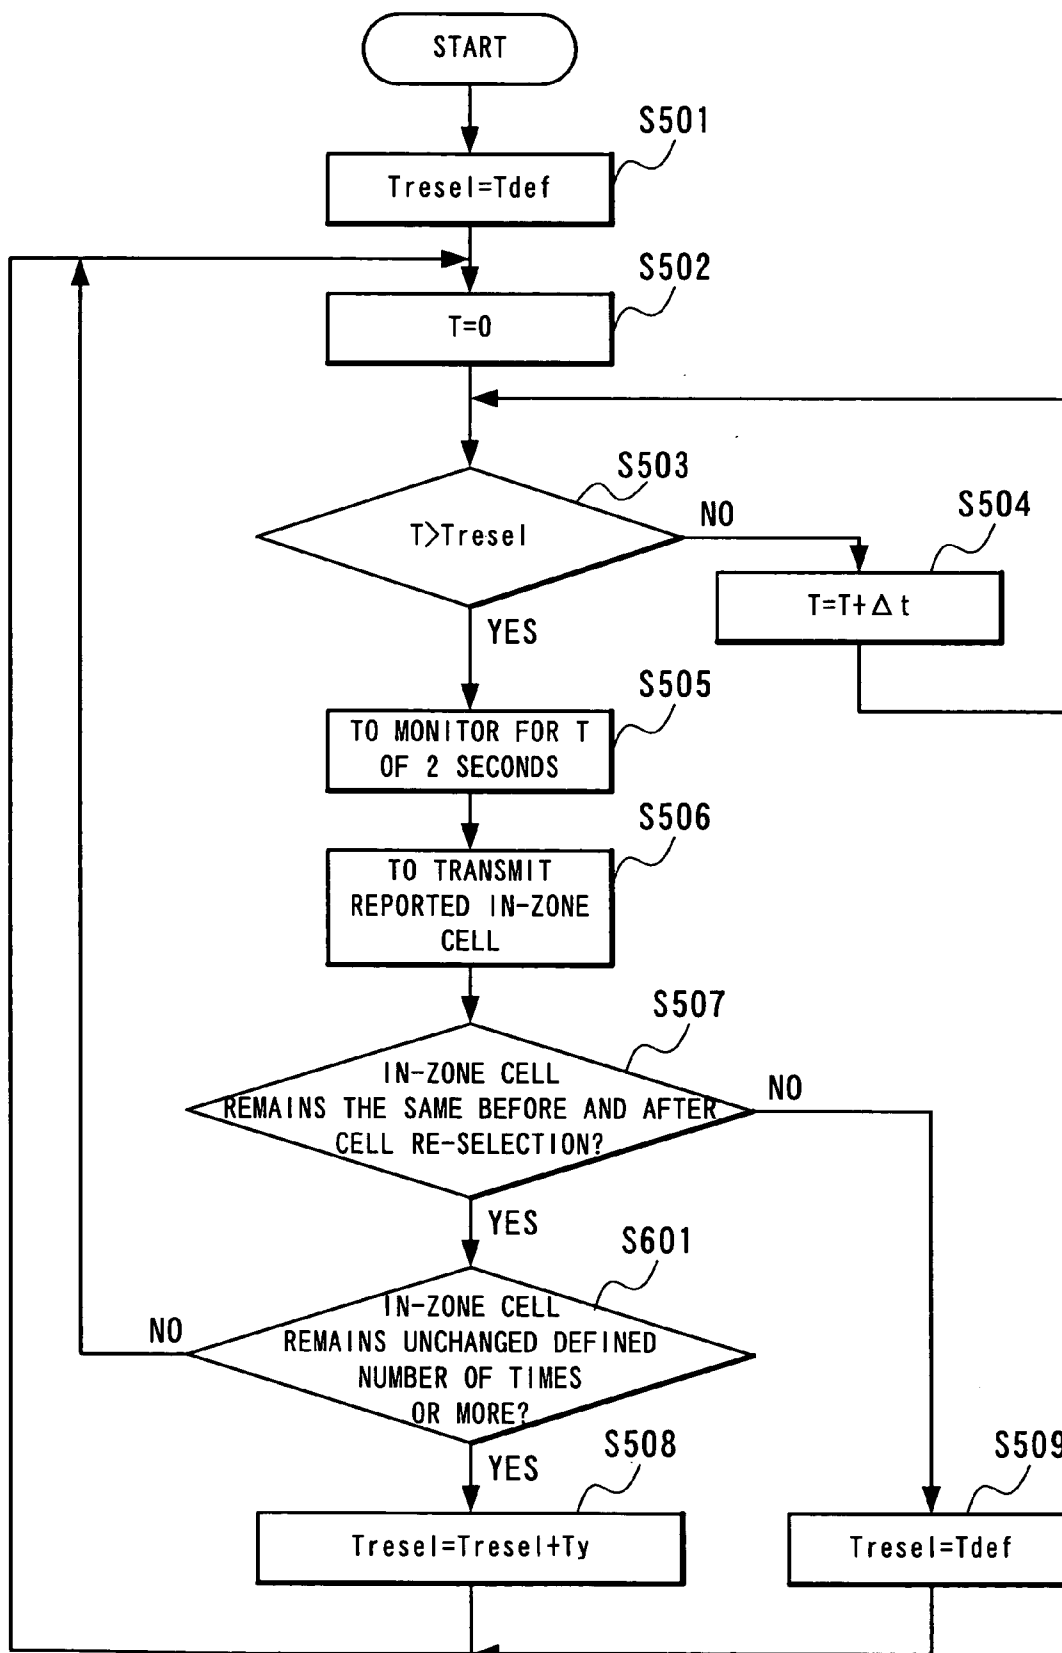 START
S501
Tresel=Tdef
S502
T=0
S503
T>Tresel
NO
S504
T=T+Δt
YES
S505
TO MONITOR FOR T
OF 2 SECONDS
S506
TO TRANSMIT
REPORTED IN-ZONE
CELL
S507
IN-ZONE CELL
REMAINS THE SAME BEFORE AND AFTER
CELL RE-SELECTION?
NO
YES
S601
IN-ZONE CELL
REMAINS UNCHANGED DEFINED
NUMBER OF TIMES
OR MORE?
NO
YES
S508
Tresel=Tresel+Ty
S509
Tresel=Tdef